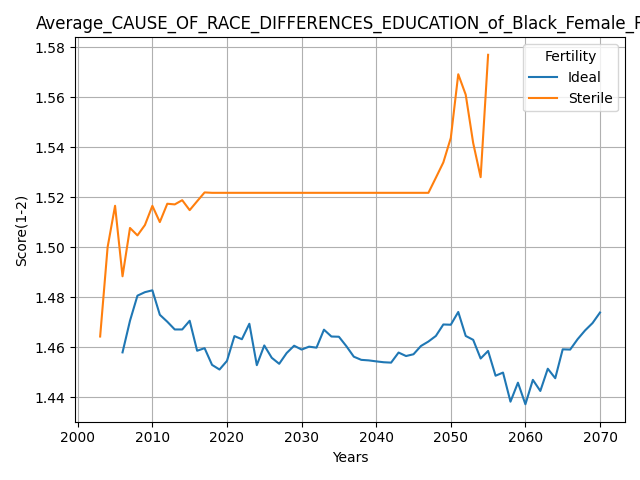 Average_CAUSE_OF_RACE_DIFFERENCES_EDUCATION_of_Black_Female_
Fertility
Ideal
Sterile
Score(1-2)
1.58
1.56
1.54
1.52
1.50
1.48
1.46
1.44
2000 2010 2020 2030 2040 2050 2060 2070
Years